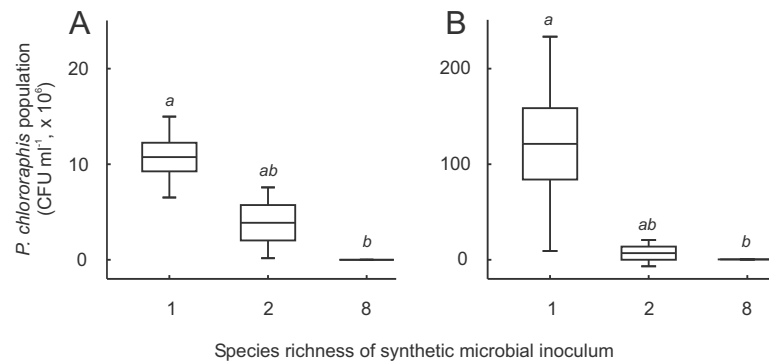 A
B
P. chlororaphis population
(CFU ml⁻¹, x 10⁶)
20
10
0
a
ab
b
1
2
8
200
100
0
a
ab
b
1
2
8
Species richness of synthetic microbial inoculum